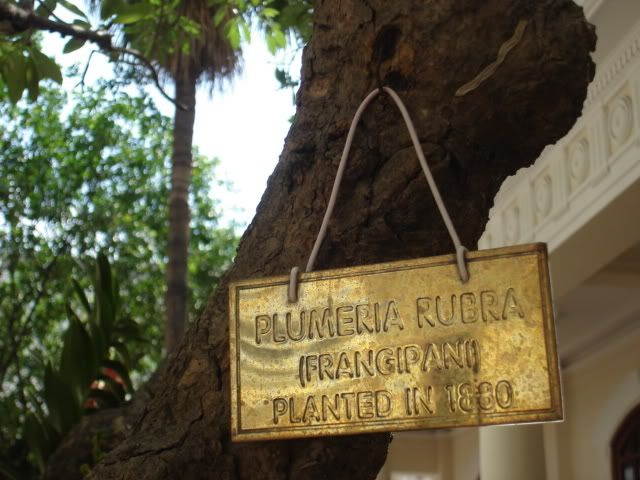 PLUMERIA RUBRA
(FRANGIPANI)
PLANTED IN 1880